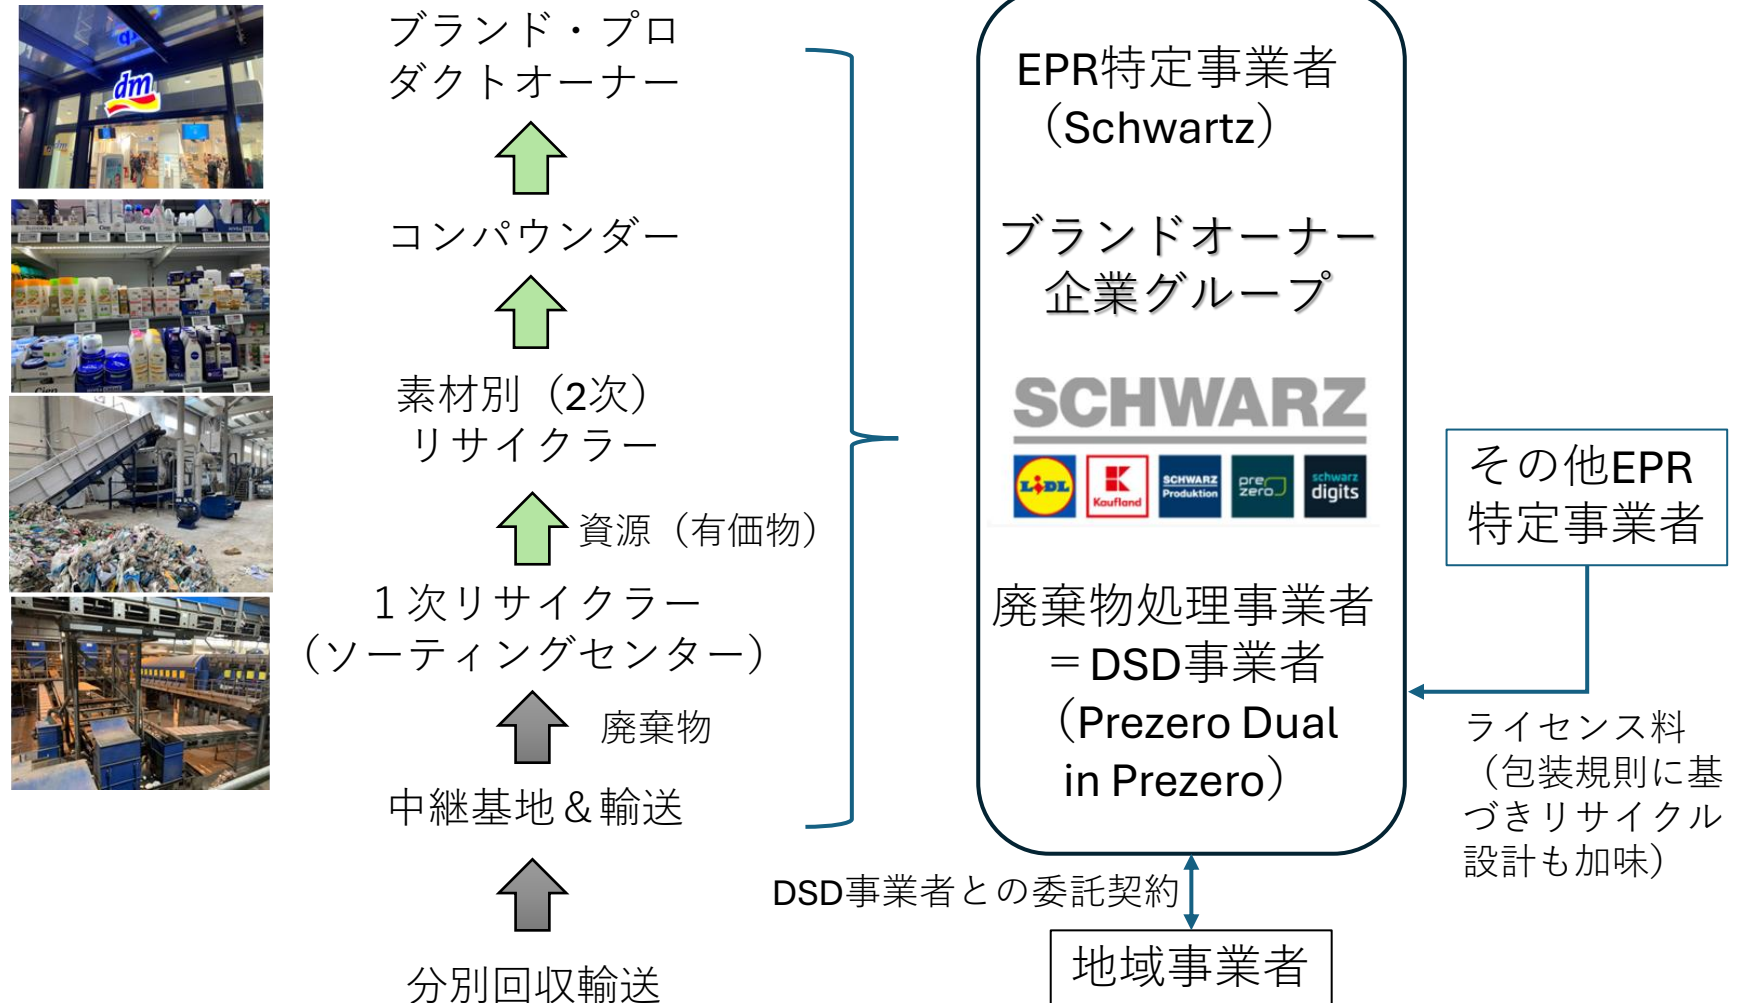 dm
dm
Cien
Cien
NIVEA
ブランド・プロ
ダクトオーナー
コンパウンダー
素材別（2次）
リサイクラー
資源（有価物）
１次リサイクラー
（ソーティングセンター）
廃棄物
中継基地＆輸送
分別回収輸送
EPR特定事業者
（Schwartz）
ブランドオーナー
企業グループ
SCHWARZ
LiDL
K
Kaufland
SCHWARZ
Produktion
pre
zero
schwarz
digits
廃棄物処理事業者
＝DSD事業者
（Prezero Dual
in Prezero）
DSD事業者との委託契約
地域事業者
その他EPR
特定事業者
ライセンス料
（包装規則に基
づきリサイクル
設計も加味）